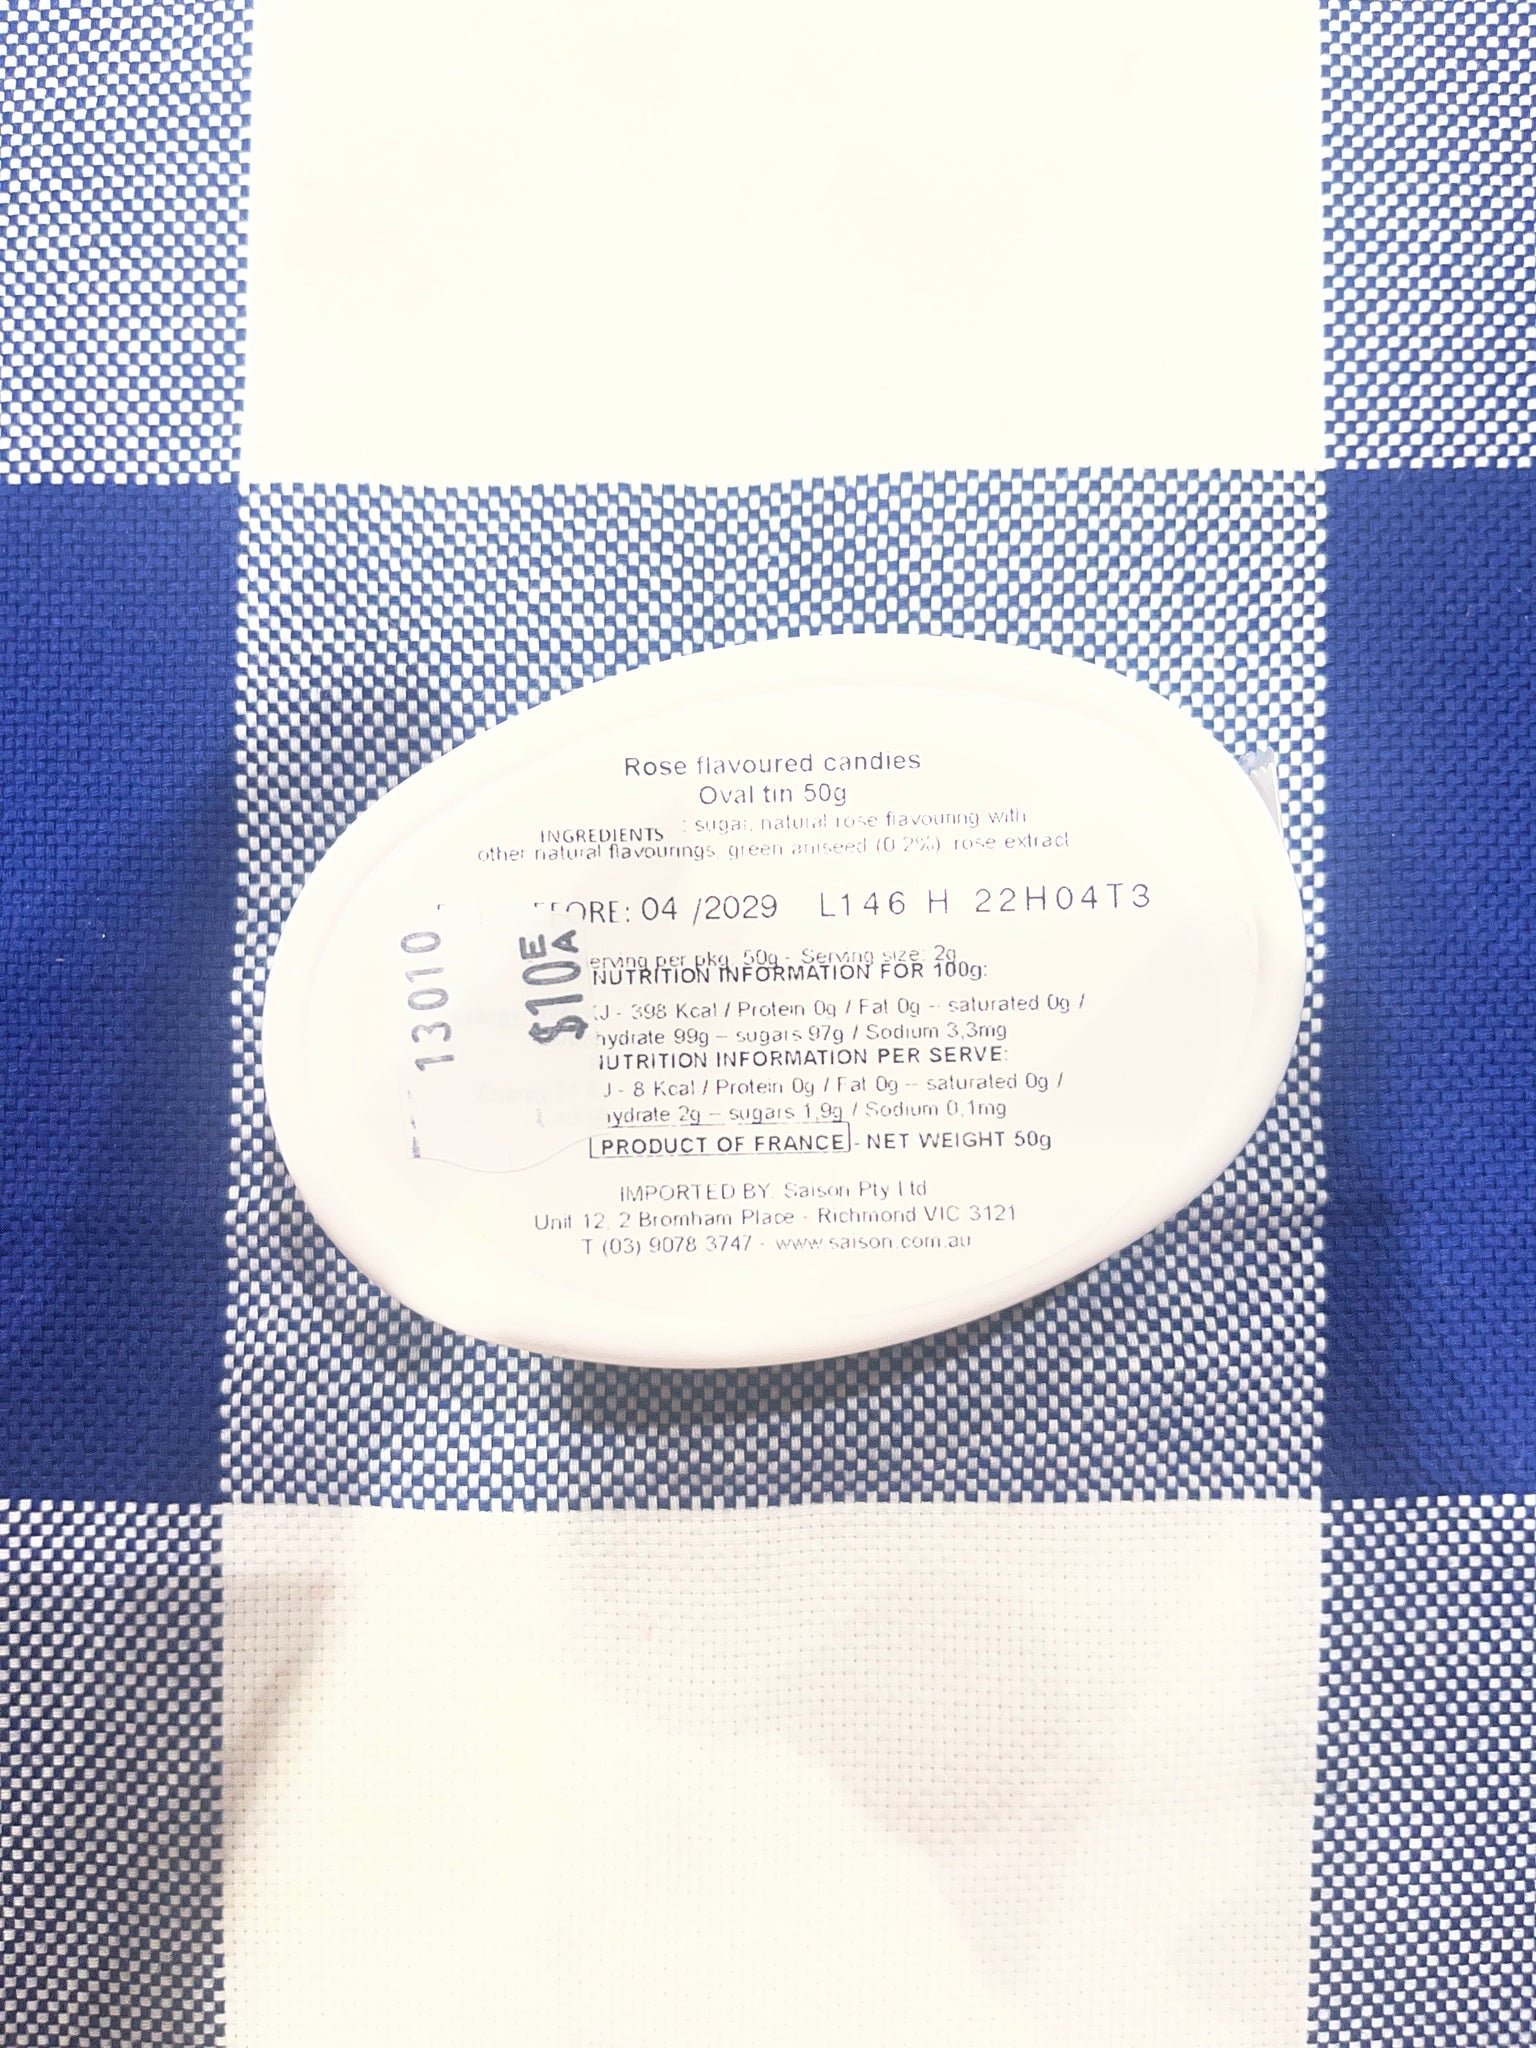 Rose flavoured candies
Oval tin 50g
INGREDIENTS : sugar, natural rose flavouring with
other natural flavourings, green aniseed (0,2%), rose extract
EFORE: 04 /2029 L146 H 22H04T3
erving per pkg 50g - Serving size: 2g
NUTRITION INFORMATION FOR 100g:
KJ - 398 Kcal / Protein 0g / Fat 0g – saturated 0g /
hydrate 99g – sugars 97g / Sodium 3,3mg
NUTRITION INFORMATION PER SERVE:
J - 8 Kcal / Protein 0g / Fat 0g – saturated 0g /
hydrate 2g – sugars 1,9g / Sodium 0,1mg
PRODUCT OF FRANCE - NET WEIGHT 50g
IMPORTED BY: Saison Pty Ltd
Unit 12, 2 Bromham Place - Richmond VIC 3121
T (03) 9078 3747 - www.saison.com.au
13010
$10EA